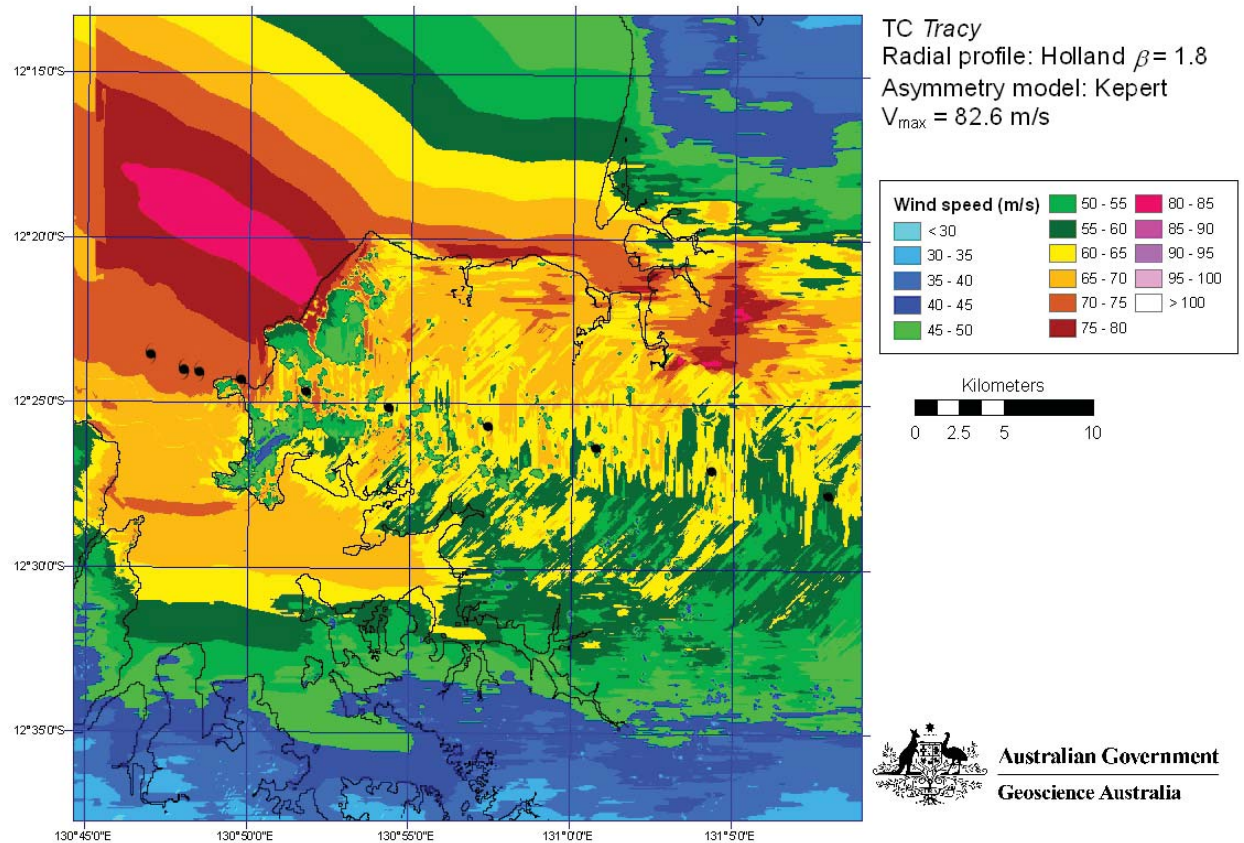 TC Tracy
Radial profile: Holland β = 1.8
Asymmetry model: Kepert
Vmax = 82.6 m/s
Wind speed (m/s)
< 30
30 - 35
35 - 40
40 - 45
45 - 50
50 - 55
55 - 60
60 - 65
65 - 70
70 - 75
75 - 80
80 - 85
85 - 90
90 - 95
95 - 100
> 100
Kilometers
0 2.5 5 10
Australian Government
Geoscience Australia
12°15'0"S
12°20'0"S
12°25'0"S
12°30'0"S
12°35'0"S
130°45'0"E 130°50'0"E 130°55'0"E 131°0'0"E 131°5'0"E